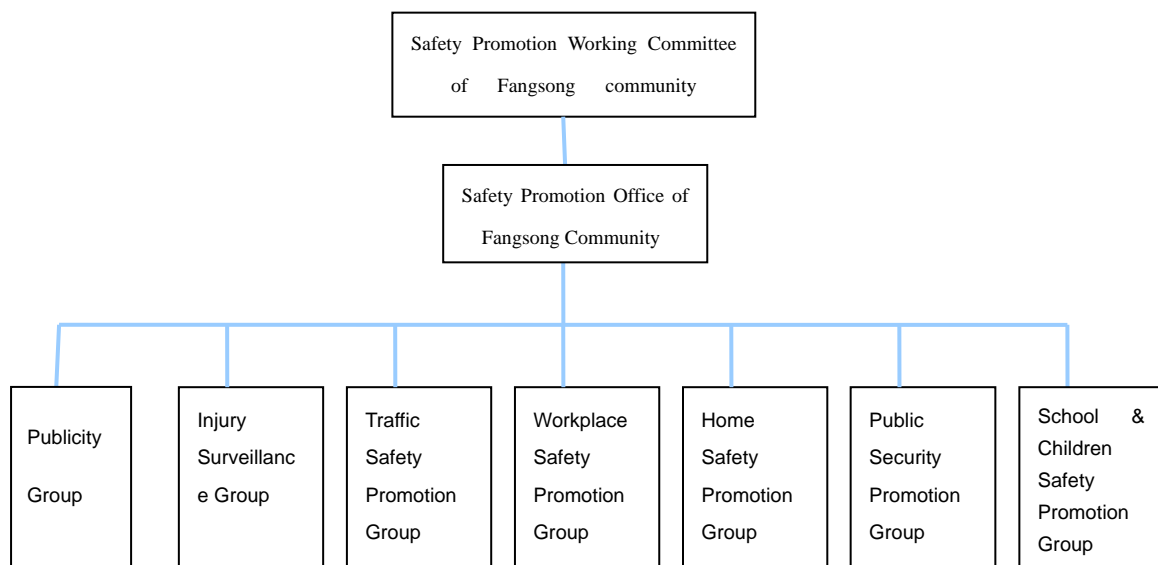 Safety Promotion Working Committee
of Fangsong community
Safety Promotion Office of
Fangsong Community
Publicity
Group
Injury
Surveillanc
e Group
Traffic
Safety
Promotion
Group
Workplace
Safety
Promotion
Group
Home
Safety
Promotion
Group
Public
Security
Promotion
Group
School &
Children
Safety
Promotion
Group